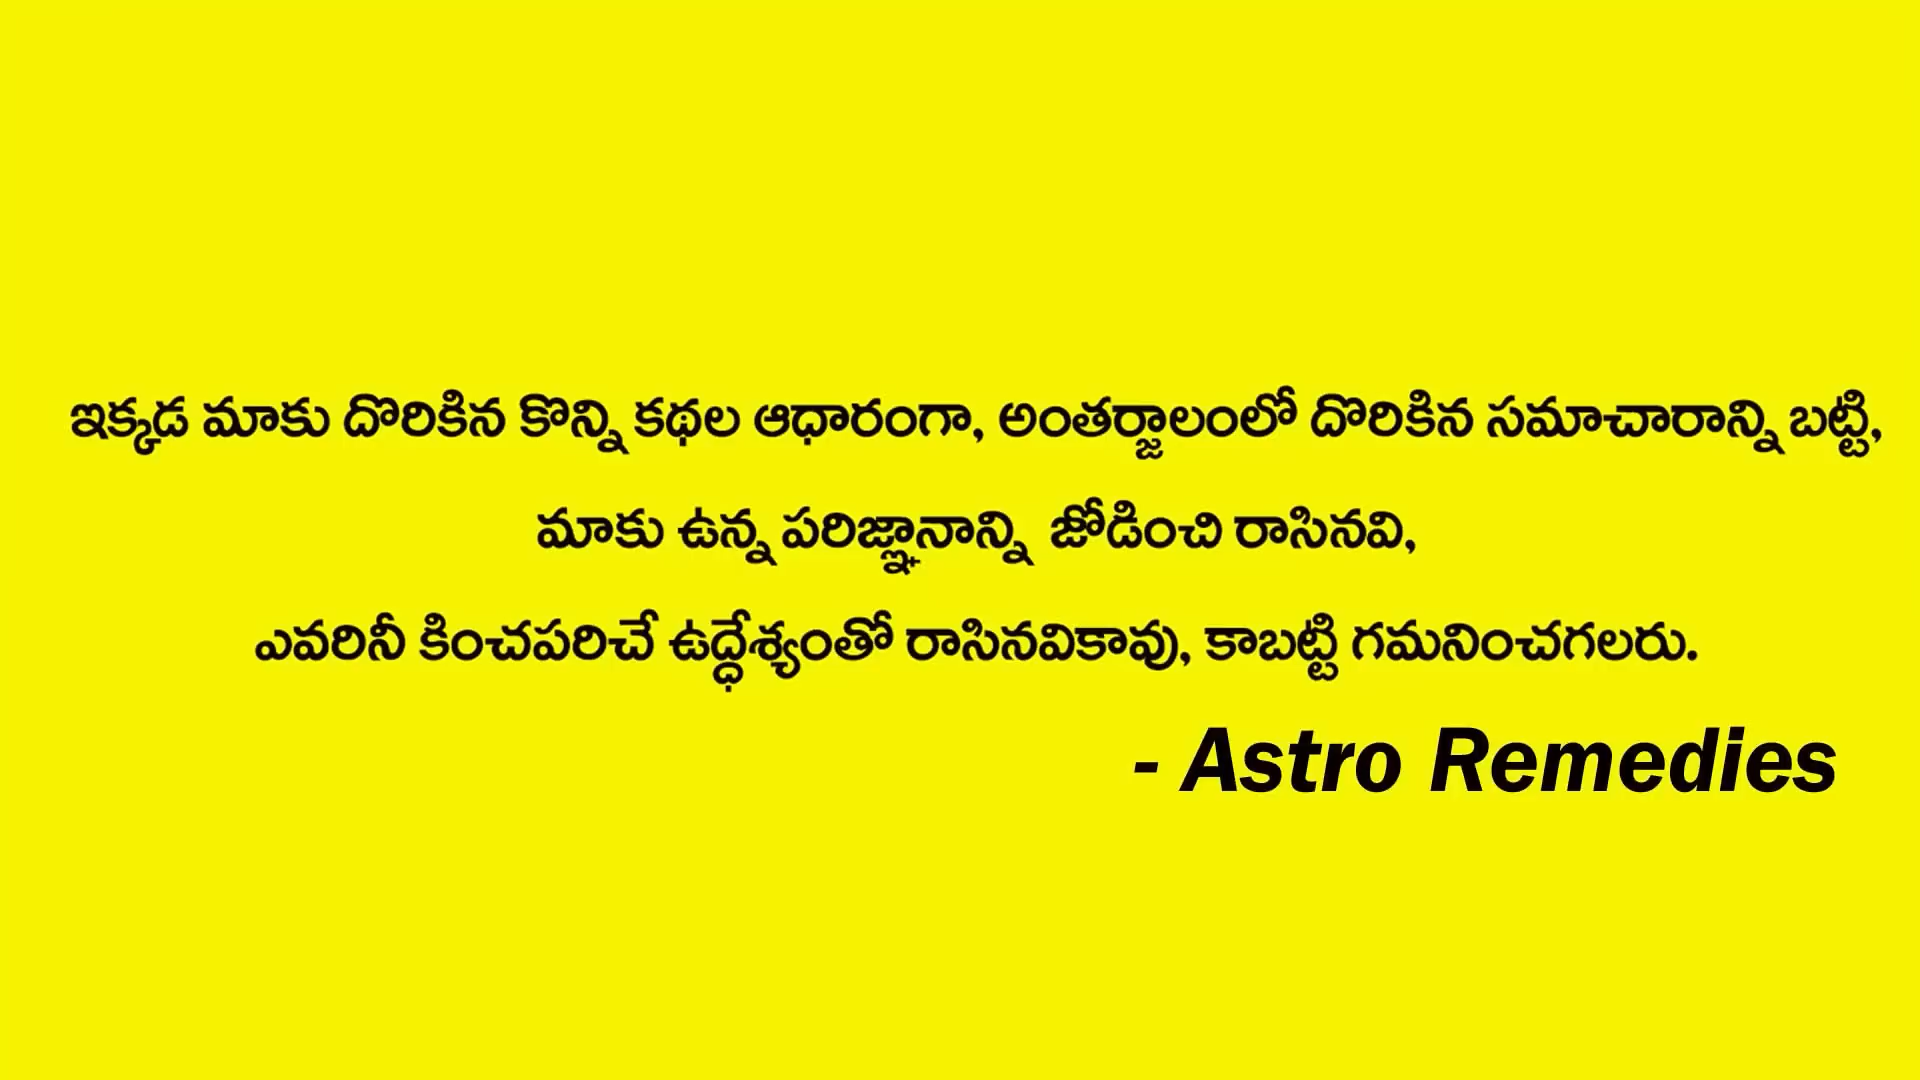 ఇక్కడ మాకు దొరికిన కొన్ని కథల ఆధారంగా, అంతర్జాలంలో దొరికిన సమాచారాన్ని బట్టి,
మాకు ఉన్న పరిజ్ఞానాన్ని జోడించి రాసినవి,
ఎవరినీ కించపరిచే ఉద్ధేశ్యంతో రాసినవికావు, కాబట్టి గమనించగలరు.
- Astro Remedies